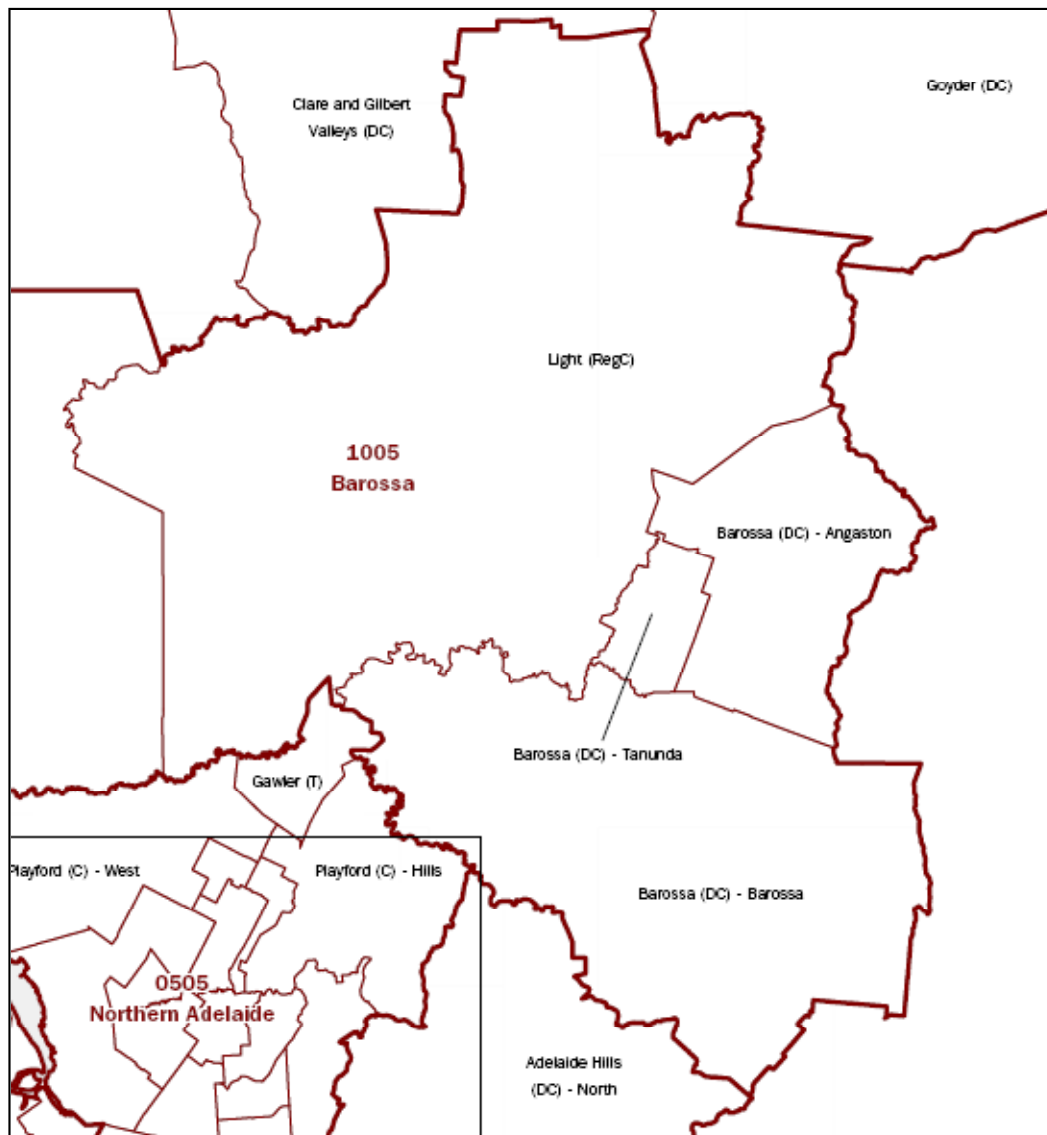 Clare and Gilbert
Valleys (DC)
Goyder (DC)
Light (RegC)
1005
Barossa
Barossa (DC) - Angaston
Barossa (DC) - Tanunda
Gawler (T)
Playford (C) - West
Playford (C) - Hills
Barossa (DC) - Barossa
0505
Northern Adelaide
Adelaide Hills
(DC) - North